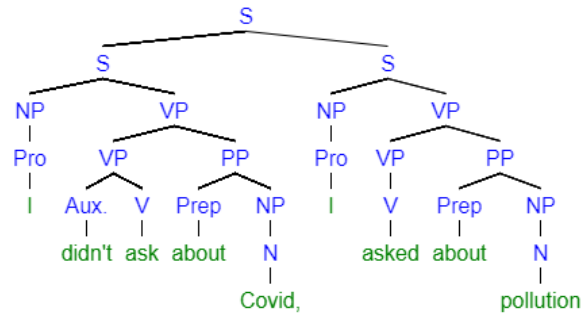 S
S S
NP VP NP VP
Pro VP PP Pro VP PP
I Aux. V Prep NP I V Prep NP
didn't ask about N asked about N
Covid, pollution